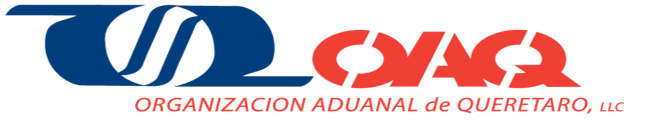 OAQ
ORGANIZACION ADUANAL de QUERETARO, LLC